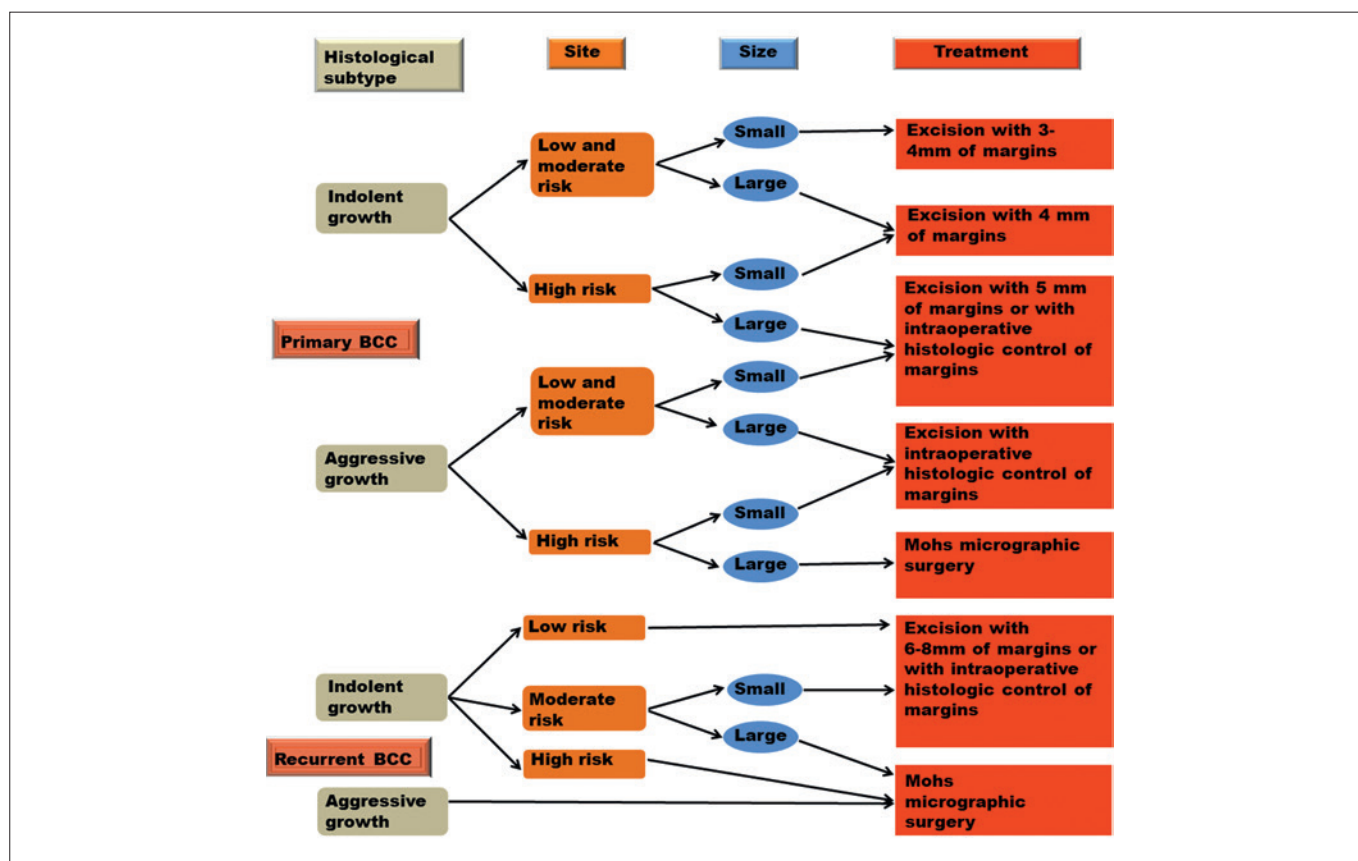 Histological
subtype
Site
Size
Treatment
Primary BCC
Indolent
growth
Low and
moderate
risk
Small
Excision with 3-
4mm of margins
Large
Excision with 4 mm
of margins
High risk
Small
Large
Excision with 5 mm
of margins or with
intraoperative
histologic control of
margins
Aggressive
growth
Low and
moderate
risk
Small
Large
Excision with
intraoperative
histologic control of
margins
High risk
Small
Large
Mohs micrographic
surgery
Recurrent BCC
Indolent
growth
Low risk
Excision with
6-8mm of margins or
with intraoperative
histologic control of
margins
Moderate
risk
Small
Large
High risk
Mohs
micrographic
surgery
Aggressive
growth